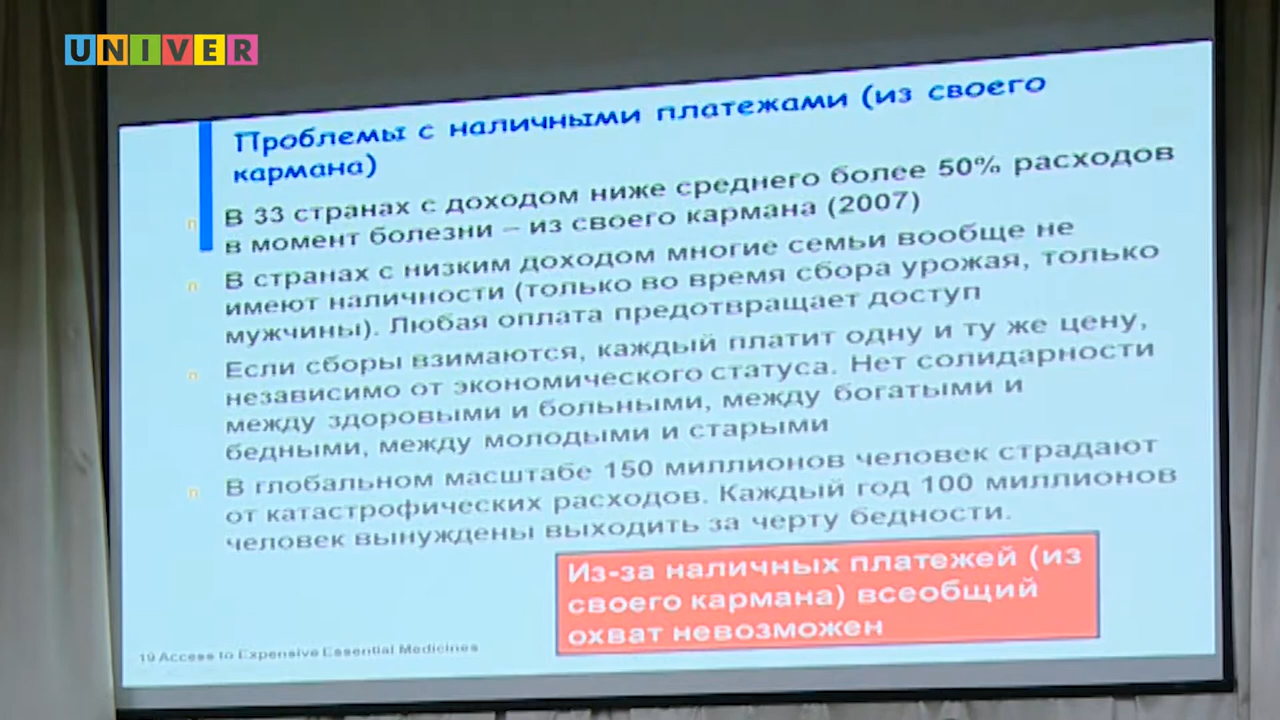 UNIVER
Проблемы с наличными платежами (из своего
кармана)
В 33 странах с доходом ниже среднего более 50% расходов
в момент болезни – из своего кармана (2007)
В странах с низким доходом многие семьи вообще не
имеют наличности (только во время сбора урожая, только
мужчины). Любая оплата предотвращает доступ
Если сборы взимаются, каждый платит одну и ту же цену,
независимо от экономического статуса. Нет солидарности
между здоровыми и больными, между богатыми и
бедными, между молодыми и старыми
В глобальном масштабе 150 миллионов человек страдают
от катастрофических расходов. Каждый год 100 миллионов
человек вынуждены выходить за черту бедности.
Из-за наличных платежей (из
своего кармана) всеобщий
охват невозможен
19 Access to Expensive Essential Medicines